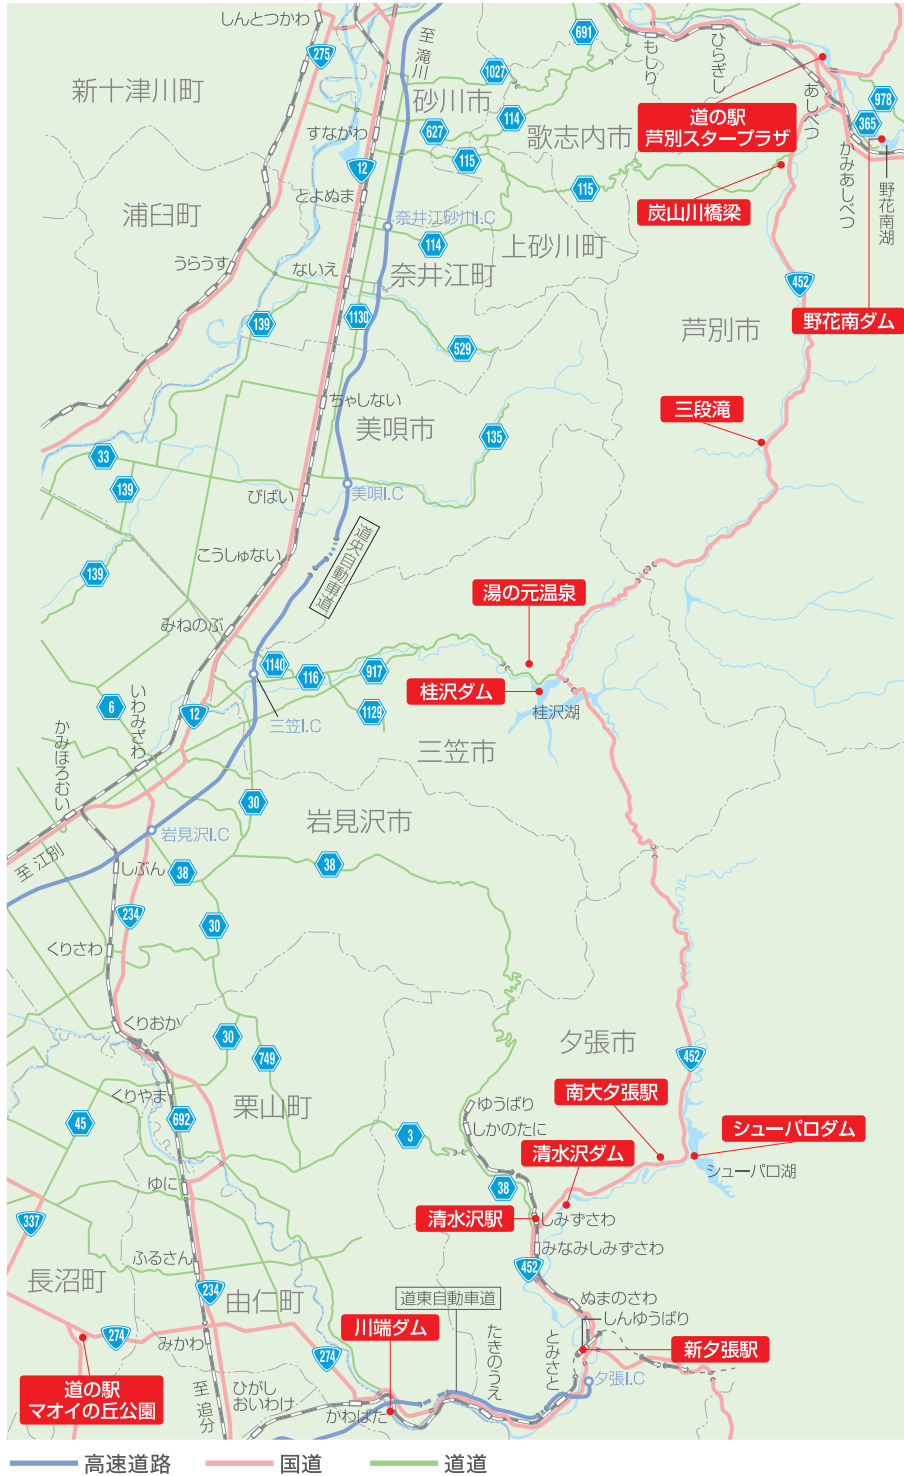 しんとつかわ
275
至滝川
691
もしり
ひらぎし
新十津川町
1027
砂川市
道の駅
芦別スタープラザ
あしべつ
978
365
すながわ
627
114
歌志内市
115
12
かみあしべつ
野花南湖
とよぬま
115
炭山川橋梁
浦臼町
奈井江砂川I.C
114
上砂川町
うらうす
ないえ
奈井江町
452
139
1130
野花南ダム
芦別市
529
ちゃしない
三段滝
美唄市
135
33
139
びばい
美唄I.C
道央自動車道
こうしゅない
139
湯の元温泉
みねのぶ
1140
116
917
桂沢ダム
6
いわみざわ
12
1129
桂沢湖
三笠I.C
かみほろむい
三笠市
30
岩見沢市
岩見沢I.C
至江別
しぶん
38
38
234
30
くりさわ
くりおか
30
夕張市
452
749
南大夕張駅
くりやま
栗山町
ゆうばり
692
45
3
しかのたに
シューパロダム
清水沢ダム
シューパロ湖
ゆに
38
清水沢駅
しみずさわ
337
みなみしみずさわ
ふるさん
452
長沼町
234
由仁町
道東自動車道
ぬまのさわ
しんゆうばり
川端ダム
274
みかわ
274
たきのうえ
とみさと
新夕張駅
道の駅
マオイの丘公園
至追分
ひがし
おいわけ
かわばた
夕張I.C
高速道路
国道
道道